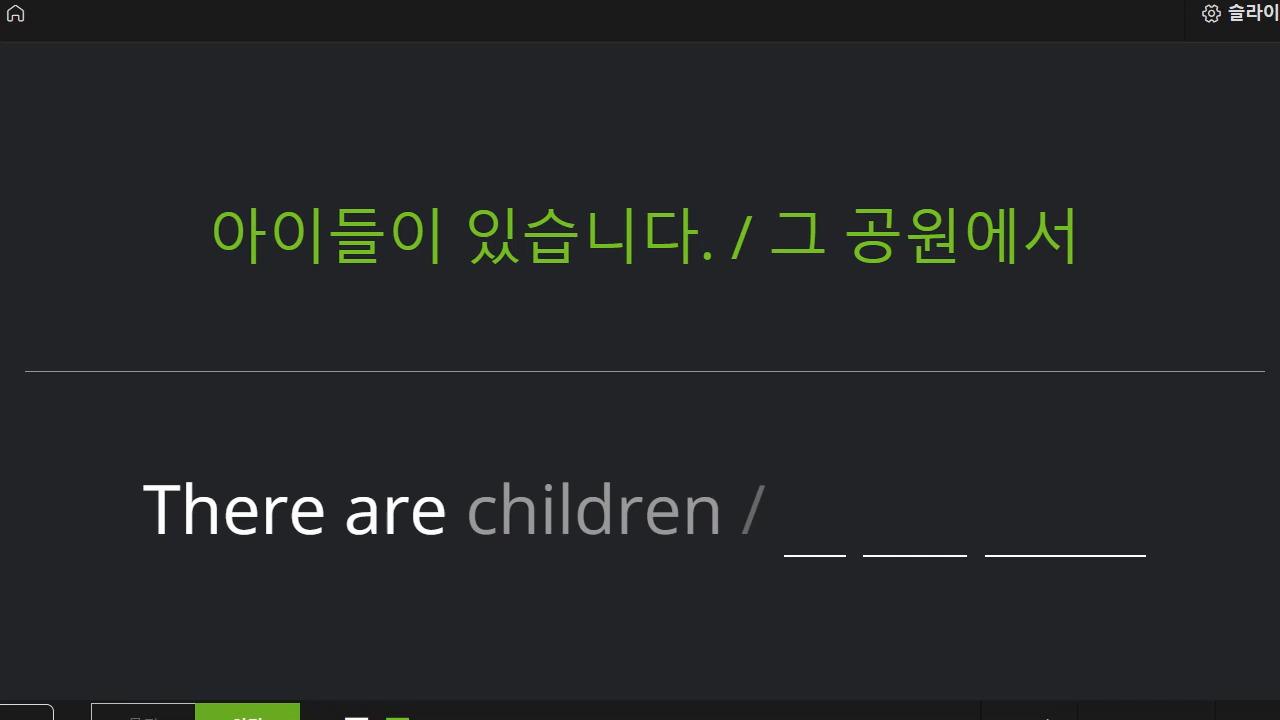 슬라이
아이들이 있습니다. / 그 공원에서
There are children /